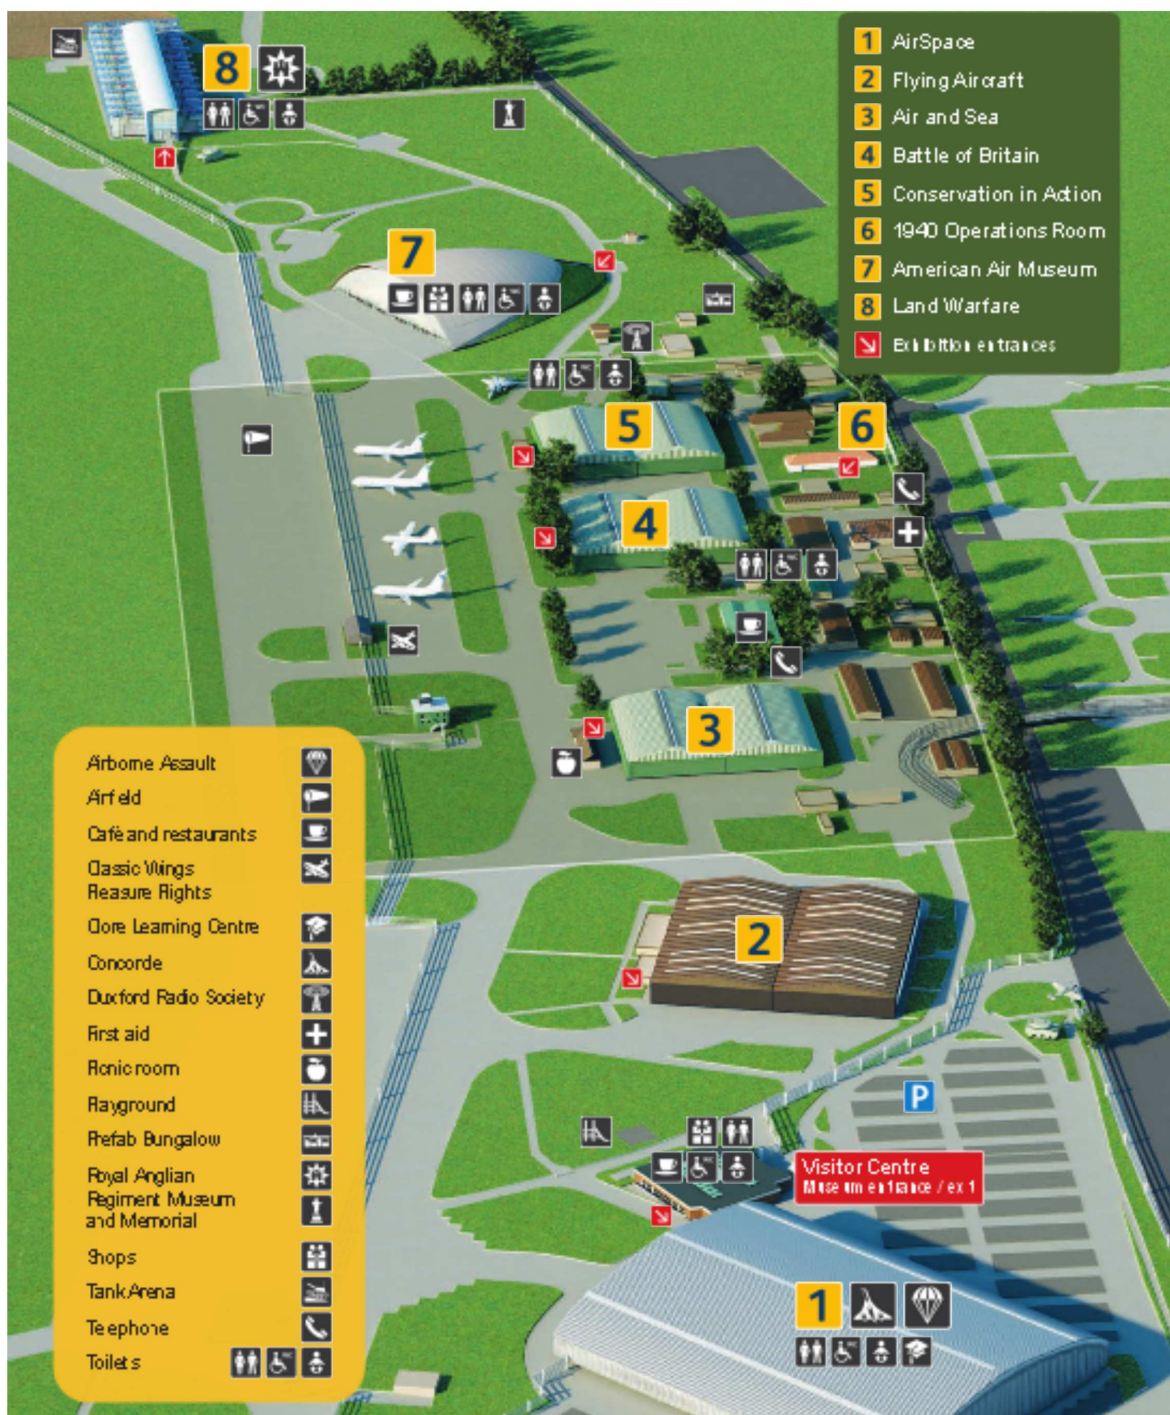 8
7
5
6
4
3
2
P
Visitor Centre
Museum entrance / exit
1
1 AirSpace
2 Flying Aircraft
3 Air and Sea
4 Battle of Britain
5 Conservation in Action
6 1940 Operations Room
7 American Air Museum
8 Land Warfare
Exhibition entrances
Airborne Assault
Airfield
Café and restaurants
Classic Wings
Pleasure Flights
Clore Learning Centre
Concorde
Duxford Radio Society
First aid
Picnic room
Playground
Prefab Bungalow
Royal Anglian
Regiment Museum
and Memorial
Shops
Tank Arena
Telephone
Toilets